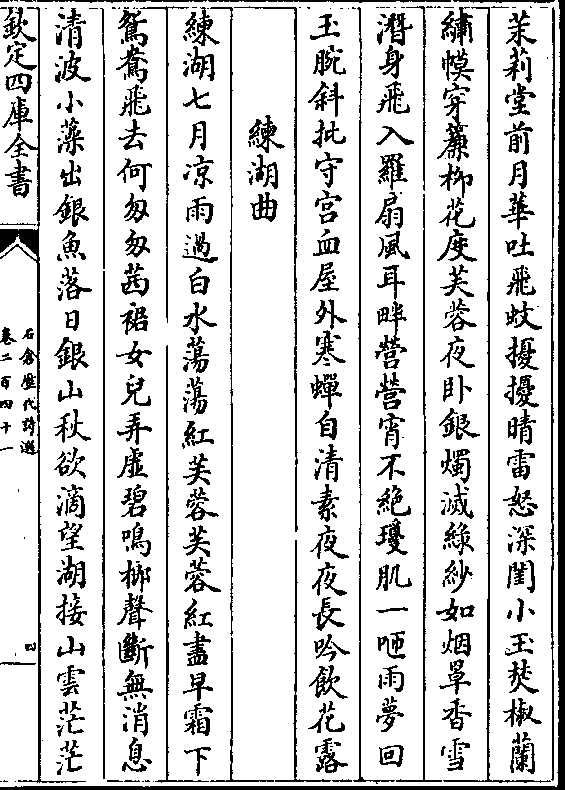 茉莉堂前月華吐飛蚊擾擾晴雷怒深閨小玉焚椒蘭
繡幙穿簾柳花度芙蓉夜卧銀燭滅緑紗如烟罩香雪
潛身飛入羅扇風耳畔營營宵不絶瓊肌一咂雨夢回
玉腕斜批守宫血屋外寒蟬自清素夜夜長吟飲花露
練湖曲
練湖七月凉雨過白水蕩蕩紅芙蓉芙蓉紅盡早霜下
鴛鴦飛去何匆匆茜裙女兒弄虚碧鳴榔聲斷無消息
清波小藻出銀魚落日銀山秋欲滴望湖接山雲茫茫
欽定四庫全書
石倉歷代詩選
卷二百四十一
四